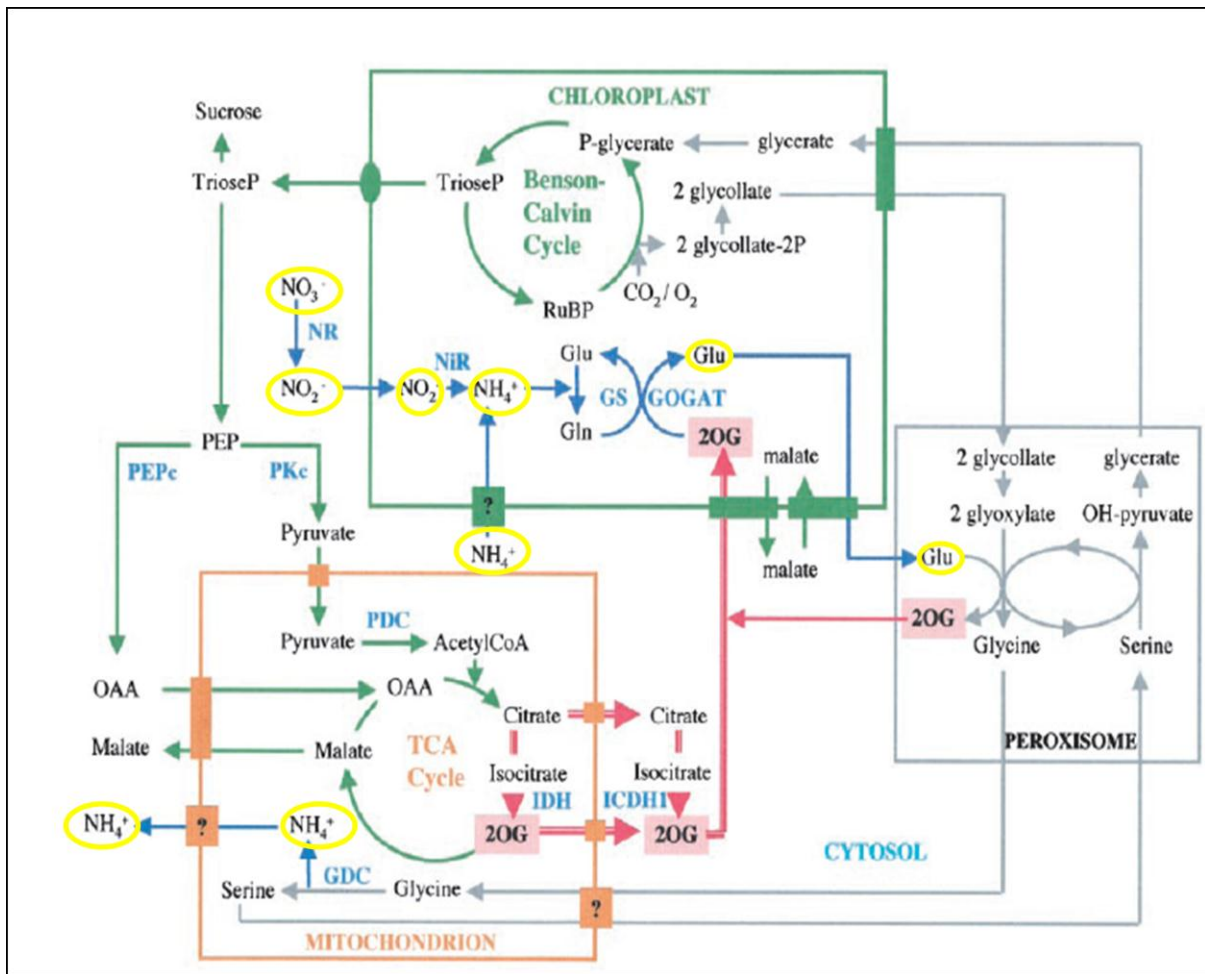 CHLOROPLAST
Sucrose
P-glycerate
glycerate
TrioseP
TrioseP
Benson-
Calvin
Cycle
2 glycollate
2 glycollate-2P
CO₂ / O₂
RuBP
NO₃⁻
NR
NO₂⁻
NO₂⁻
NiR
NH₄⁺
Glu
Gln
GS
GOGAT
Glu
2OG
PEP
PEPc
PKc
malate
malate
?
NH₄⁺
2 glycollate
glycerate
2 glyoxylate
OH-pyruvate
Glu
2OG
Glycine
Serine
PEROXISOME
Pyruvate
Pyruvate
PDC
AcetylCoA
OAA
OAA
Citrate
Citrate
Malate
Malate
TCA
Cycle
Isocitrate
Isocitrate
IDH
ICDH1
2OG
2OG
NH₄⁺
?
NH₄⁺
CYTOSOL
GDC
Serine
Glycine
?
MITOCHONDRION